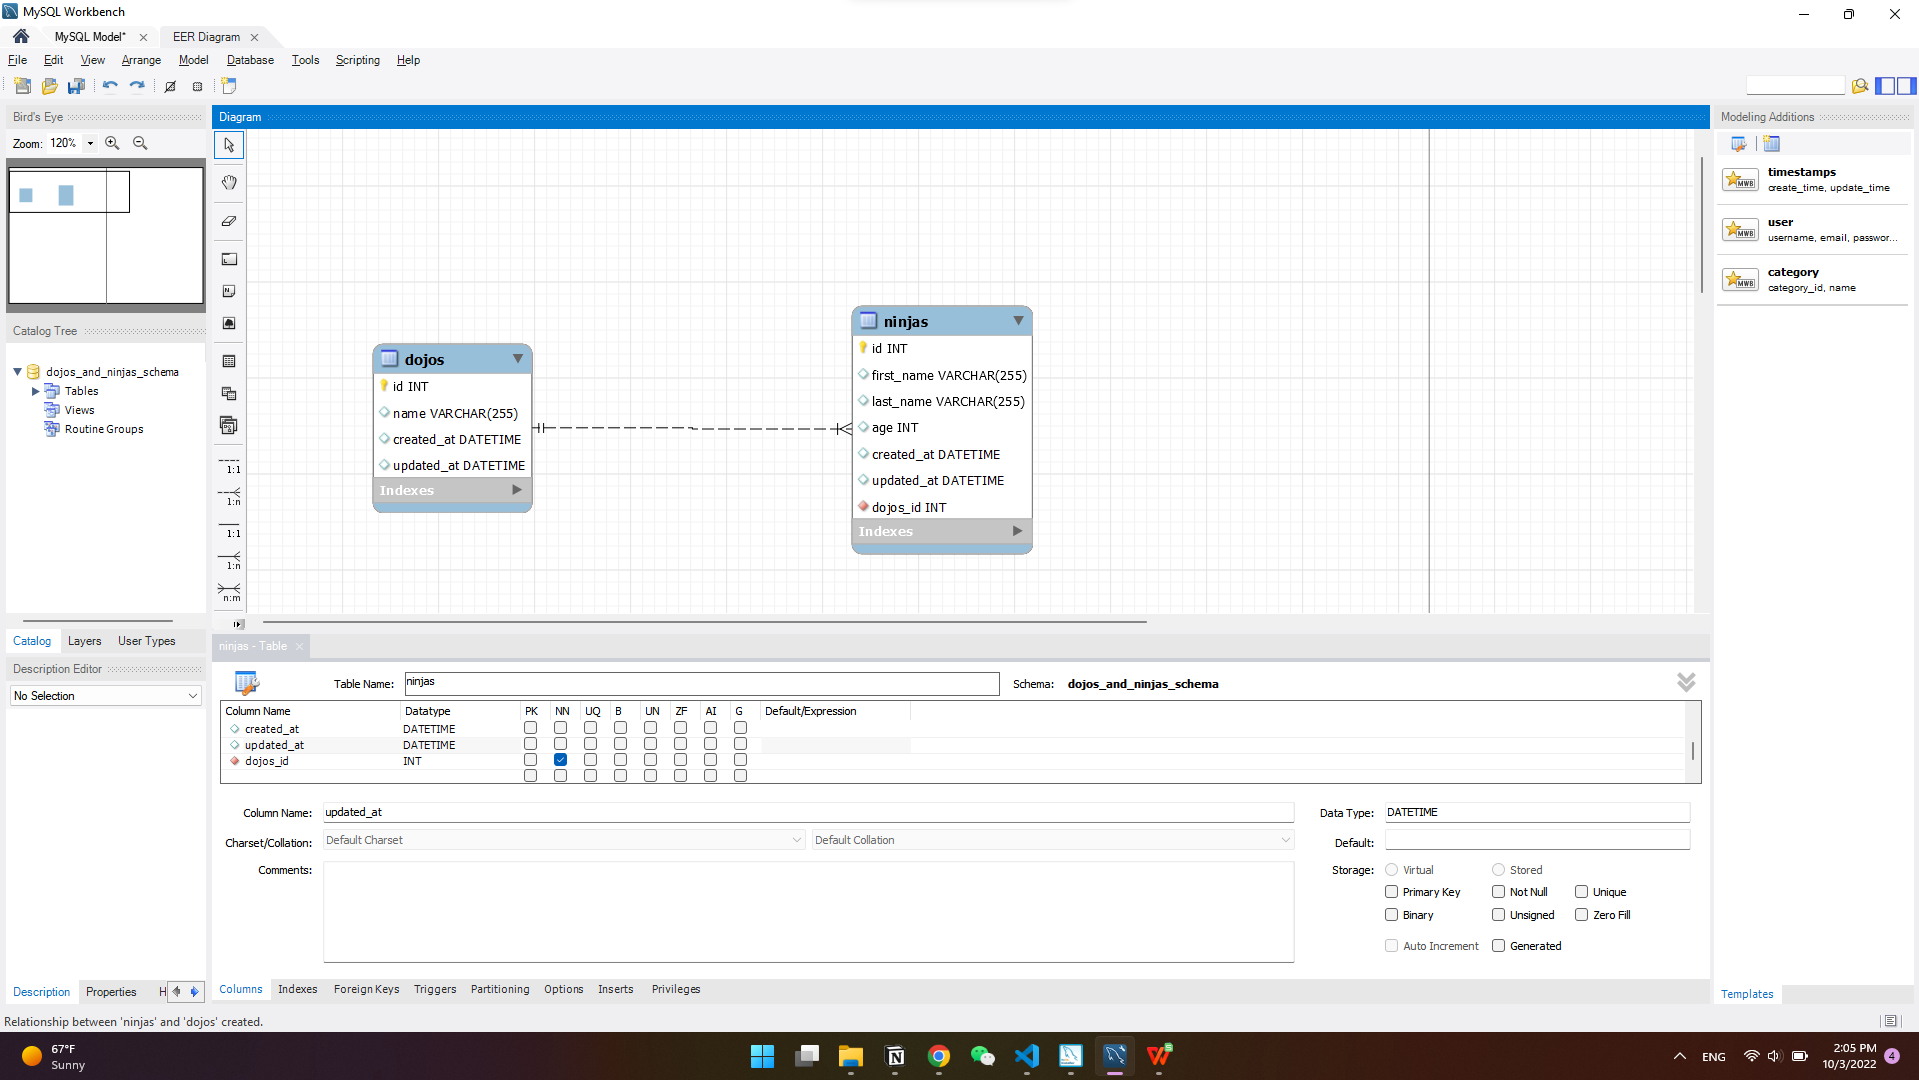 MySQL Workbench
MySQL Model* EER Diagram
File Edit View Arrange Model Database Tools Scripting Help
Bird's Eye
Zoom: 120%
Catalog Tree
dojos_and_ninjas_schema
Tables
Views
Routine Groups
Catalog Layers User Types
Description Editor
No Selection
Description Properties H
Diagram
1:1
1:n
1:1
1:n
n:m
dojos
id INT
name VARCHAR(255)
created_at DATETIME
updated_at DATETIME
Indexes
ninjas
id INT
first_name VARCHAR(255)
last_name VARCHAR(255)
age INT
created_at DATETIME
updated_at DATETIME
dojos_id INT
Indexes
Modeling Additions
MWB timestamps
create_time, update_time
MWB user
username, email, passwor...
MWB category
category_id, name
Templates
ninjas - Table
Table Name: ninjas Schema: dojos_and_ninjas_schema
Column Name Datatype PK NN UQ B UN ZF AI G Default/Expression
created_at DATETIME
updated_at DATETIME
dojos_id INT
Column Name: updated_at Data Type: DATETIME
Charset/Collation: Default Charset Default Collation Default:
Comments: Storage: Virtual Stored
Primary Key Not Null Unique
Binary Unsigned Zero Fill
Auto Increment Generated
Columns Indexes Foreign Keys Triggers Partitioning Options Inserts Privileges
Relationship between 'ninjas' and 'dojos' created.
67°F
Sunny
ENG
2:05 PM
10/3/2022
4